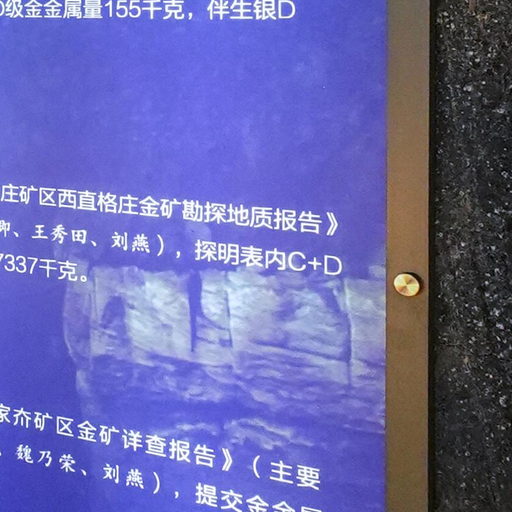 级金金属量155千克，伴生银D
庄矿区西直格庄金矿勘探地质报告》
、王秀田、刘燕），探明表内C+D
7337千克。
家夼矿区金矿详查报告》（主要
、魏乃荣、刘燕），提交金金属